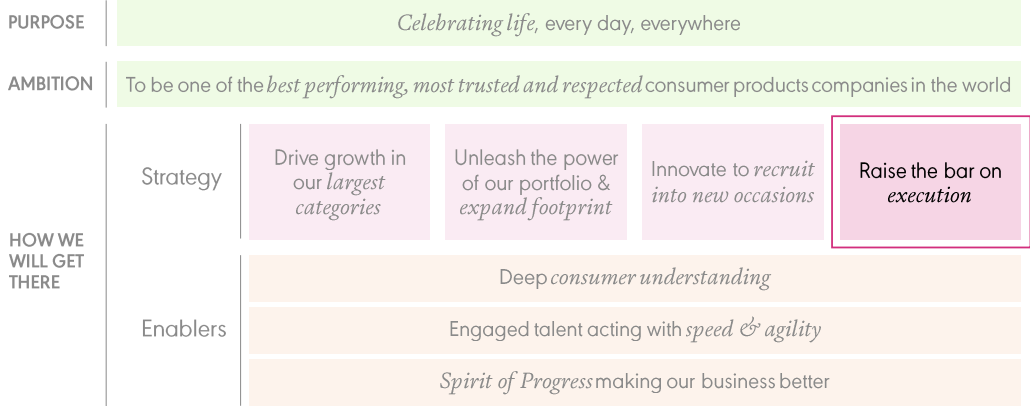 PURPOSE
Celebrating life, every day, everywhere
AMBITION
To be one of the best performing, most trusted and respected consumer products companies in the world
HOW WE
WILL GET
THERE
Strategy
Drive growth in
our largest
categories
Unleash the power
of our portfolio &
expand footprint
Innovate to recruit
into new occasions
Raise the bar on
execution
Enablers
Deep consumer understanding
Engaged talent acting with speed & agility
Spirit of Progress making our business better